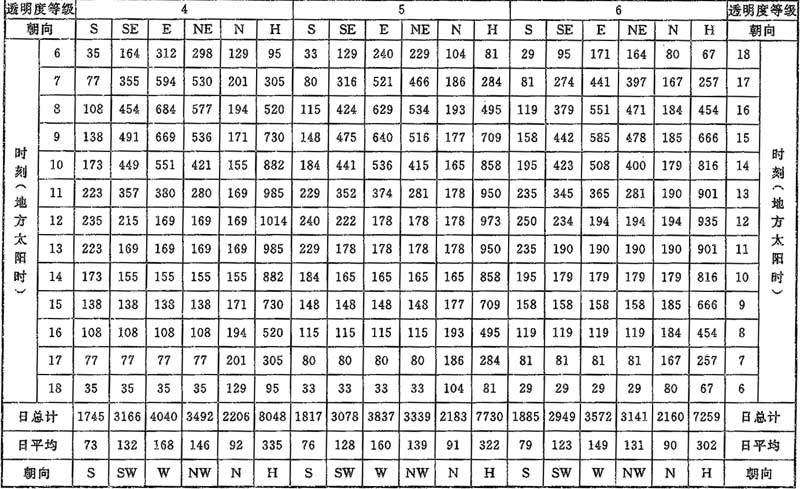 透明度等级 4 5 6 透明度等级
朝向 S SE E NE N H S SE E NE N H S SE E NE N H 朝向
时刻(地方太阳时) 时刻(地方太阳时)
6 35 164 312 298 129 95 33 129 240 229 104 81 29 95 171 164 80 67 18
7 77 355 594 530 201 305 80 316 521 466 186 284 81 274 441 397 167 257 17
8 108 454 684 577 194 520 115 424 629 534 193 495 119 379 551 471 184 454 16
9 138 491 669 536 171 730 148 475 640 516 177 709 158 442 585 478 185 666 15
10 173 449 551 421 155 882 184 441 536 415 165 858 195 423 508 400 179 816 14
11 223 357 380 280 169 985 229 352 374 281 178 950 235 345 365 281 190 901 13
12 235 215 169 169 169 1014 240 222 178 178 178 973 250 234 194 194 194 935 12
13 223 169 169 169 169 985 229 178 178 178 178 950 235 190 190 190 190 901 11
14 173 155 155 155 155 882 184 165 165 165 165 858 195 179 179 179 179 816 10
15 138 138 138 138 171 730 148 148 148 148 177 709 158 158 158 158 185 666 9
16 108 108 108 108 194 520 115 115 115 115 193 495 119 119 119 119 184 454 8
17 77 77 77 77 201 305 80 80 80 80 186 284 81 81 81 81 167 257 7
18 35 35 35 35 129 95 33 33 33 33 104 81 29 29 29 29 80 67 6
日总计 1745 3166 4040 3492 2206 8048 1817 3078 3837 3339 2183 7730 1885 2949 3572 3141 2160 7259 日总计
日平均 73 132 168 146 92 335 76 128 160 139 91 322 79 123 149 131 90 302 日平均
朝向 S SW W NW N H S SW W NW N H S SW W NW N H 朝向